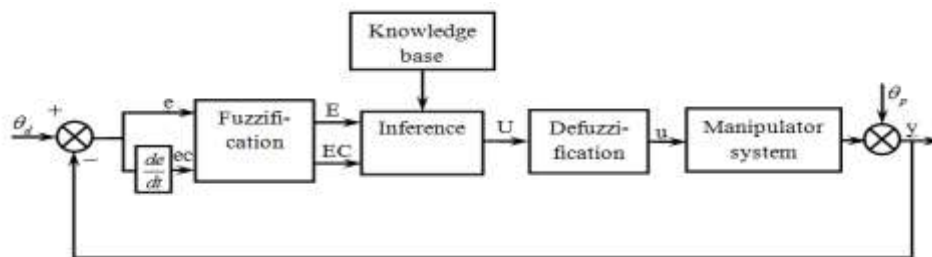 Knowledge
base
θd
+
−
e
de
dt
ec
Fuzzifi-
cation
E
EC
Inference
U
Defuzzi-
fication
u
Manipulator
system
θp
y